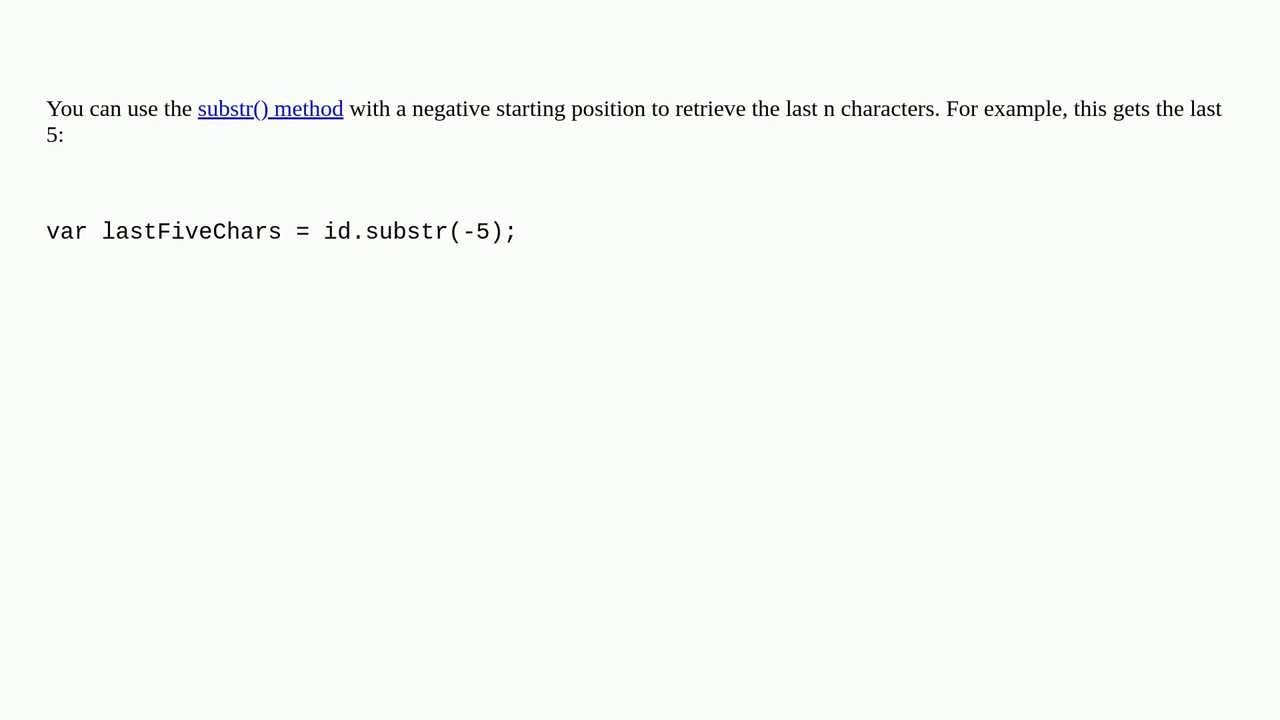 You can use the substr() method with a negative starting position to retrieve the last n characters. For example, this gets the last
5:
var lastFiveChars = id.substr(-5);